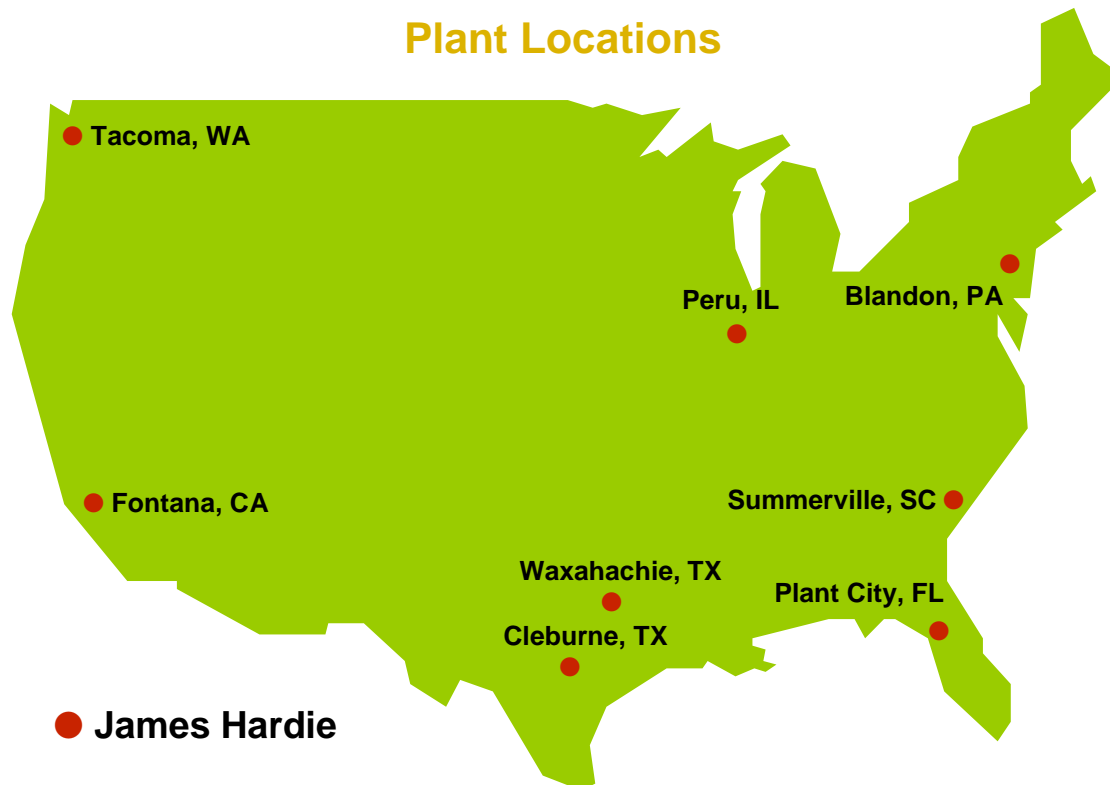 Plant Locations
Tacoma, WA
Peru, IL
Blandon, PA
Fontana, CA
Summerville, SC
Waxahachie, TX
Plant City, FL
Cleburne, TX
James Hardie